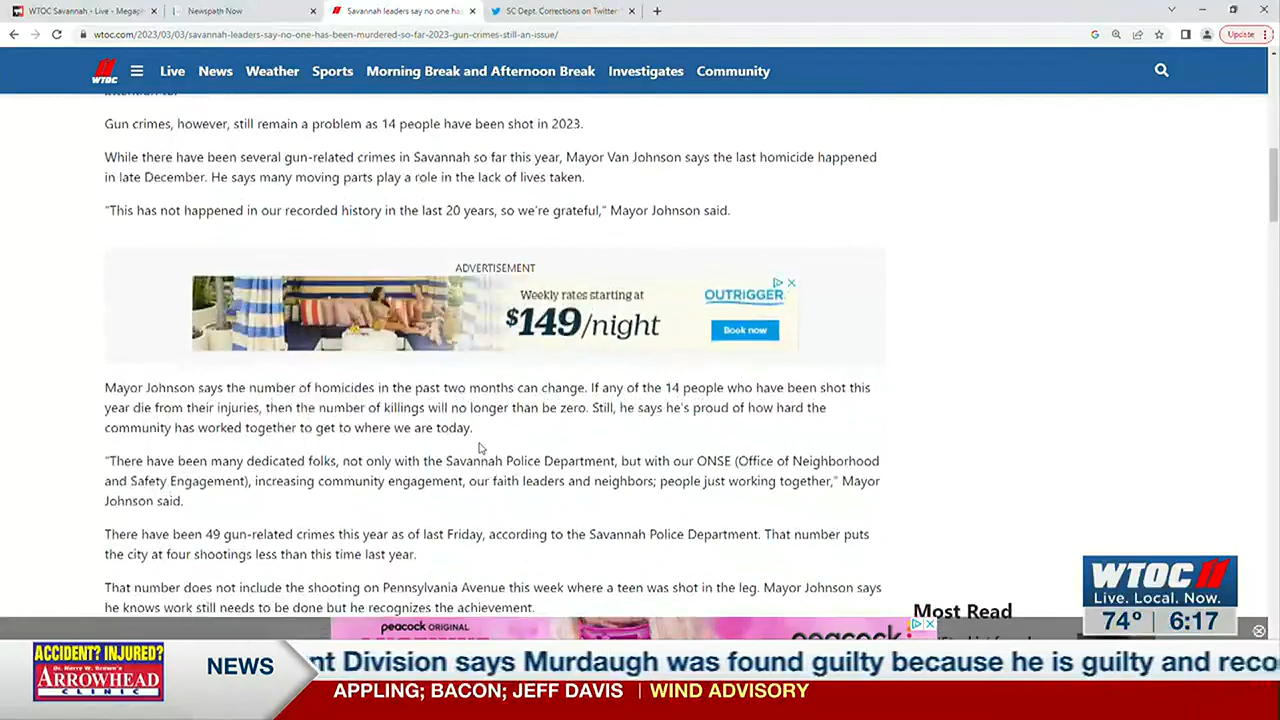 WTOC Savannah - Live - Megaph
Newspath Now
Savannah leaders say no one ha
SC Dept. Corrections on Twitter
wtoc.com/2023/03/03/savannah-leaders-say-no-one-has-been-murdered-so-far-2023-gun-crimes-still-an-issue/
Update
11
WTOC
Live News Weather Sports Morning Break and Afternoon Break Investigates Community
Gun crimes, however, still remain a problem as 14 people have been shot in 2023.
While there have been several gun-related crimes in Savannah so far this year, Mayor Van Johnson says the last homicide happened
in late December. He says many moving parts play a role in the lack of lives taken.
"This has not happened in our recorded history in the last 20 years, so we're grateful," Mayor Johnson said.
ADVERTISEMENT
Weekly rates starting at
$149/night
OUTRIGGER
Book now
Mayor Johnson says the number of homicides in the past two months can change. If any of the 14 people who have been shot this
year die from their injuries, then the number of killings will no longer than be zero. Still, he says he's proud of how hard the
community has worked together to get to where we are today.
"There have been many dedicated folks, not only with the Savannah Police Department, but with our ONSE (Office of Neighborhood
and Safety Engagement), increasing community engagement, our faith leaders and neighbors; people just working together," Mayor
Johnson said.
There have been 49 gun-related crimes this year as of last Friday, according to the Savannah Police Department. That number puts
the city at four shootings less than this time last year.
That number does not include the shooting on Pennsylvania Avenue this week where a teen was shot in the leg. Mayor Johnson says
he knows work still needs to be done but he recognizes the achievement.
Most Read
peacock ORIGINAL
peacock
WTOC 11
Live. Local. Now.
74° 6:17
ACCIDENT? INJURED?
Dr. Harry W. Brown's
ARROWHEAD
CLINIC
NEWS
nt Division says Murdaugh was found guilty because he is guilty and reco
APPLING; BACON; JEFF DAVIS | WIND ADVISORY